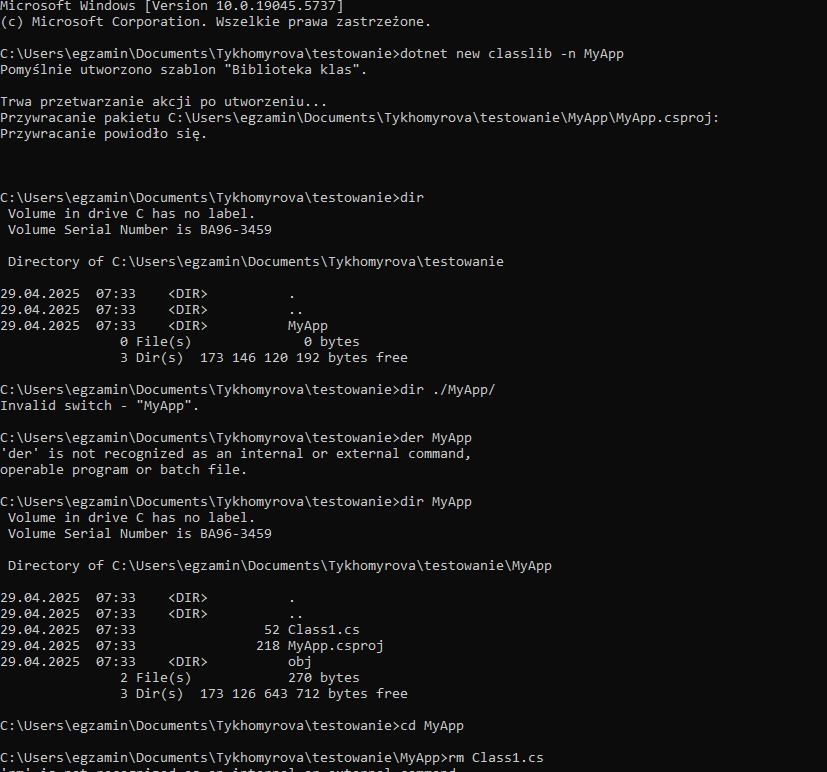 Microsoft Windows [Version 10.0.19045.5737]
(c) Microsoft Corporation. Wszelkie prawa zastrzeżone.
C:\Users\egzamin\Documents\Tykhomyrova\testowanie>dotnet new classlib -n MyApp
Pomyślnie utworzono szablon "Biblioteka klas".
Trwa przetwarzanie akcji po utworzeniu...
Przywracanie pakietu C:\Users\egzamin\Documents\Tykhomyrova\testowanie\MyApp\MyApp.csproj:
Przywracanie powiodło się.
C:\Users\egzamin\Documents\Tykhomyrova\testowanie>dir
Volume in drive C has no label.
Volume Serial Number is BA96-3459
Directory of C:\Users\egzamin\Documents\Tykhomyrova\testowanie
29.04.2025  07:33    <DIR>          .
29.04.2025  07:33    <DIR>          ..
29.04.2025  07:33    <DIR>          MyApp
0 File(s)              0 bytes
3 Dir(s)  173 146 120 192 bytes free
C:\Users\egzamin\Documents\Tykhomyrova\testowanie>dir ./MyApp/
Invalid switch - "MyApp".
C:\Users\egzamin\Documents\Tykhomyrova\testowanie>der MyApp
'der' is not recognized as an internal or external command,
operable program or batch file.
C:\Users\egzamin\Documents\Tykhomyrova\testowanie>dir MyApp
Volume in drive C has no label.
Volume Serial Number is BA96-3459
Directory of C:\Users\egzamin\Documents\Tykhomyrova\testowanie\MyApp
29.04.2025  07:33    <DIR>          .
29.04.2025  07:33    <DIR>          ..
29.04.2025  07:33                52 Class1.cs
29.04.2025  07:33               218 MyApp.csproj
29.04.2025  07:33    <DIR>          obj
2 File(s)            270 bytes
3 Dir(s)  173 126 643 712 bytes free
C:\Users\egzamin\Documents\Tykhomyrova\testowanie>cd MyApp
C:\Users\egzamin\Documents\Tykhomyrova\testowanie\MyApp>rm Class1.cs